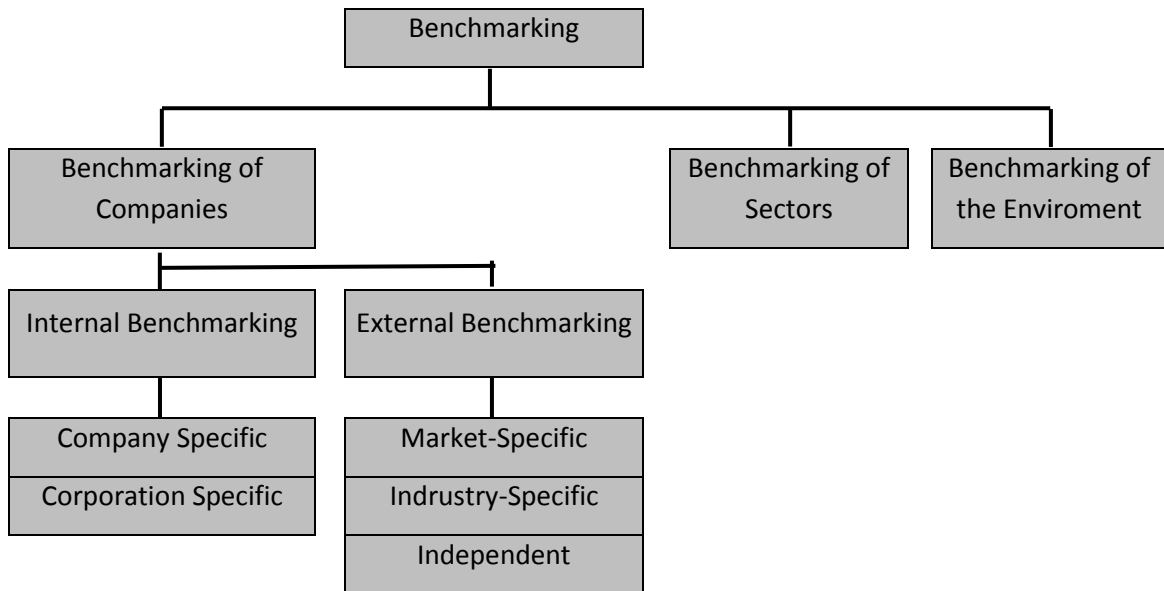 Benchmarking
Benchmarking of
Companies
Benchmarking of
Sectors
Benchmarking of
the Enviroment
Internal Benchmarking
External Benchmarking
Company Specific
Corporation Specific
Market-Specific
Indrustry-Specific
Independent